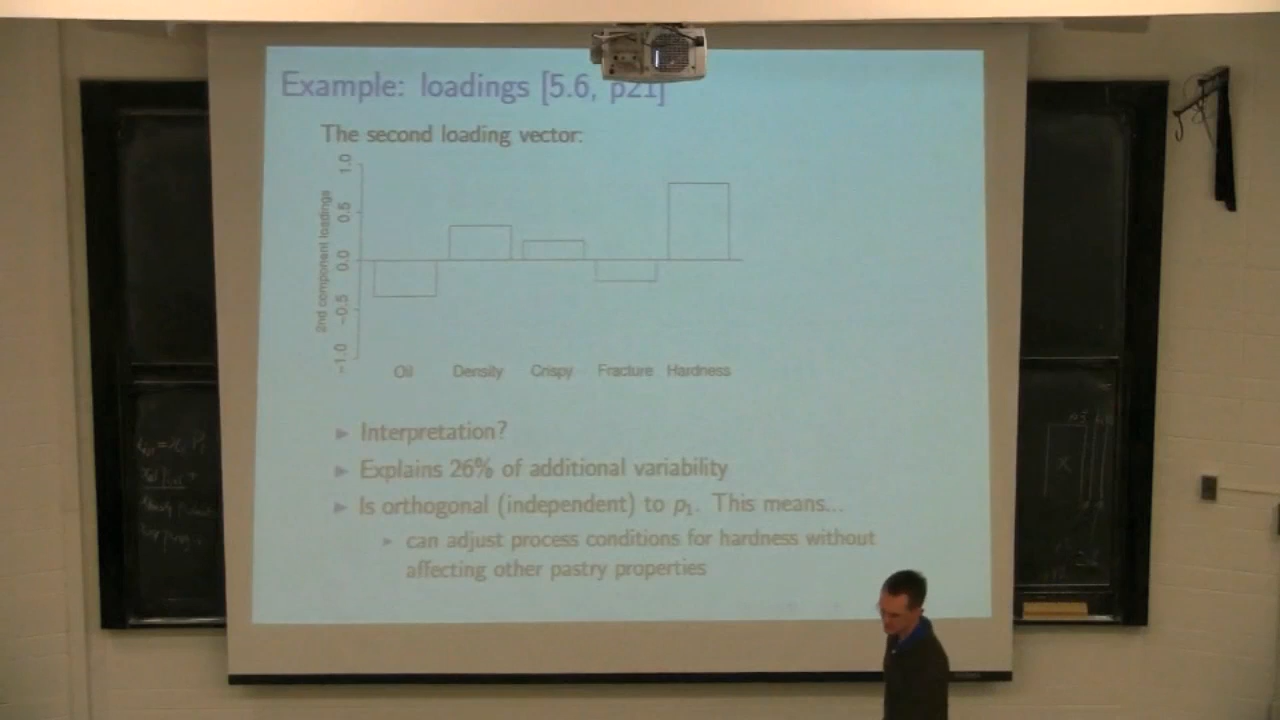 Example: loadings [5.6, p21]
The second loading vector:
2nd component loadings
1.0
0.5
0.0
-0.5
-1.0
Oil Density Crispy Fracture Hardness
► Interpretation?
► Explains 26% of additional variability
► Is orthogonal (independent) to p₁. This means...
► can adjust process conditions for hardness without
affecting other pastry properties